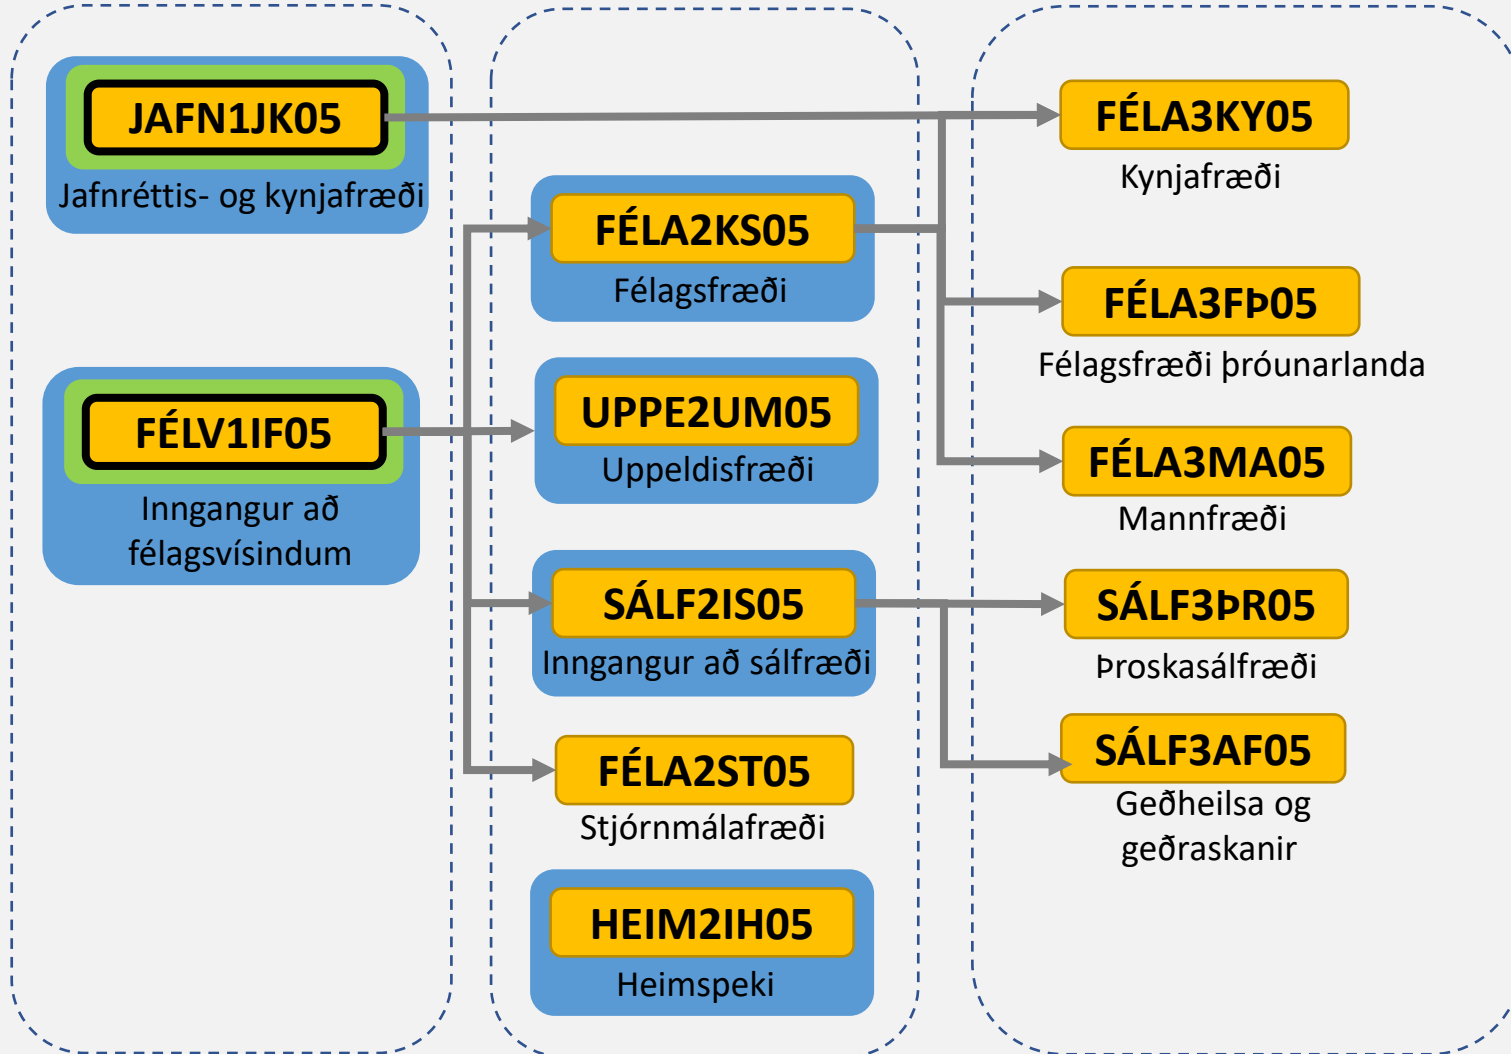 JAFN1JK05
Jafnréttis- og kynjafræði
FÉLV1IF05
Inngangur að
félagsvísindum
FÉLA2KS05
Félagsfræði
UPPE2UM05
Uppeldisfræði
SÁLF2IS05
Inngangur að sálfræði
FÉLA2ST05
Stjórnmálafræði
HEIM2IH05
Heimspeki
FÉLA3KY05
Kynjafræði
FÉLA3FÞ05
Félagsfræði þróunarlanda
FÉLA3MA05
Mannfræði
SÁLF3ÞR05
Þroskasálfræði
SÁLF3AF05
Geðheilsa og
geðraskanir